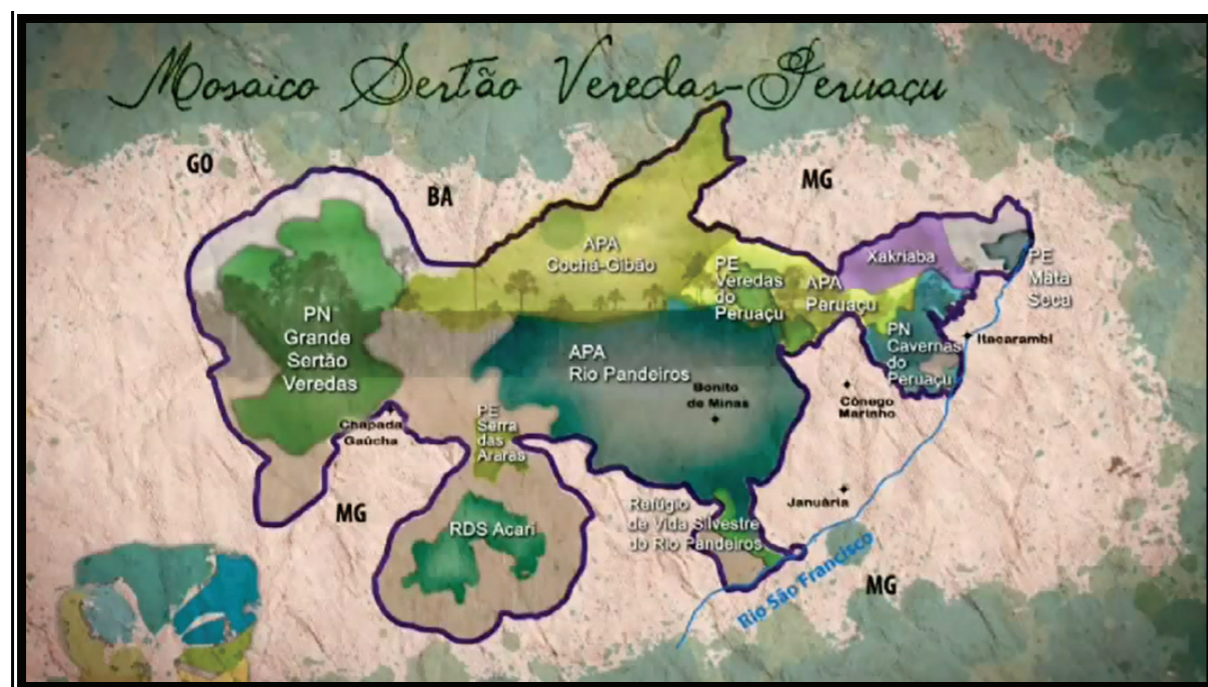 Mosaico Sertão Veredas-Peruaçu
GO
BA
MG
APA
Cochá-Gibão
PE
Veredas
do
Peruaçu
APA
Peruaçu
Xakriaba
PE
Mata
Seca
PN
Grande
Sertão
Veredas
APA
Rio Pandeiros
Bonito
de Minas
PN
Cavernas
do
Peruaçu
Itacarambi
Cônego
Marinho
Chapada
Gaúcha
PE
Serra
das
Araras
MG
RDS Acari
Refúgio
de Vida Silvestre
do Rio Pandeiros
Januária
Rio São Francisco
MG